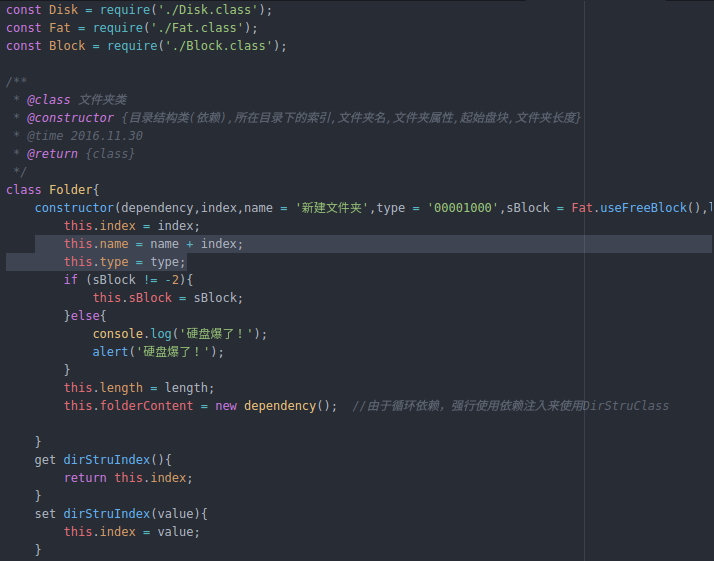 const Disk = require('./Disk.class');
const Fat = require('./Fat.class');
const Block = require('./Block.class');
/**
 * @class 文件夹类
 * @constructor {目录结构类(依赖),所在目录下的索引,文件夹名,文件夹属性,起始盘块,文件夹长度}
 * @time 2016.11.30
 * @return {class}
 */
class Folder{
    constructor(dependency,index,name = '新建文件夹',type = '00001000',sBlock = Fat.useFreeBlock(),l
        this.index = index;
        this.name = name + index;
        this.type = type;
        if (sBlock != -2){
            this.sBlock = sBlock;
        }else{
            console.log('硬盘爆了！');
            alert('硬盘爆了！');
        }
        this.length = length;
        this.folderContent = new dependency();  //由于循环依赖，强行使用依赖注入来使用DirStruClass
    }
    get dirStruIndex(){
        return this.index;
    }
    set dirStruIndex(value){
        this.index = value;
    }